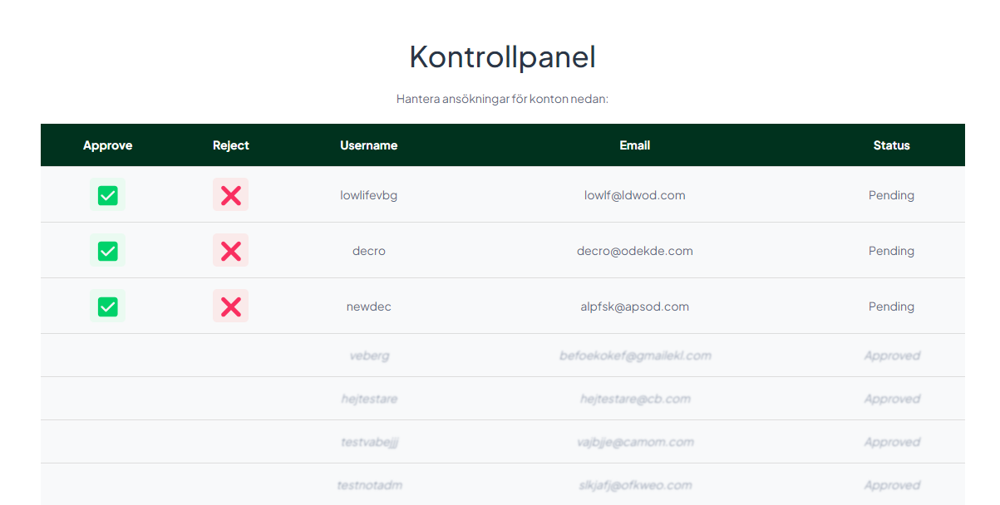 Kontrollpanel
Hantera ansökningar för konton nedan:
Approve Reject Username Email Status
lowlifevbg lowlf@ldwod.com Pending
decro decro@odekde.com Pending
newdec alpfsk@apsod.com Pending
veberg befoekokef@gmailekl.com Approved
hejtestare hejtestare@cb.com Approved
testvabejjj vajbjje@camom.com Approved
testnotadm slkjafj@ofkweo.com Approved